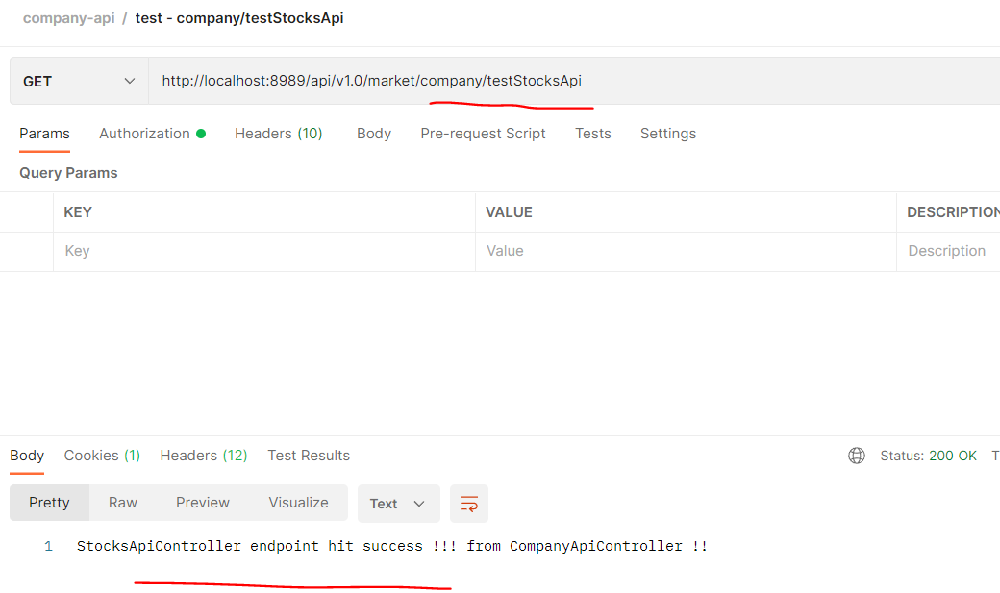 company-api / test - company/testStocksApi
GET http://localhost:8989/api/v1.0/market/company/testStocksApi
Params Authorization Headers (10) Body Pre-request Script Tests Settings
Query Params
KEY VALUE DESCRIPTION
Key Value Description
Body Cookies (1) Headers (12) Test Results Status: 200 OK T
Pretty Raw Preview Visualize Text
1 StocksApiController endpoint hit success !!! from CompanyApiController !!